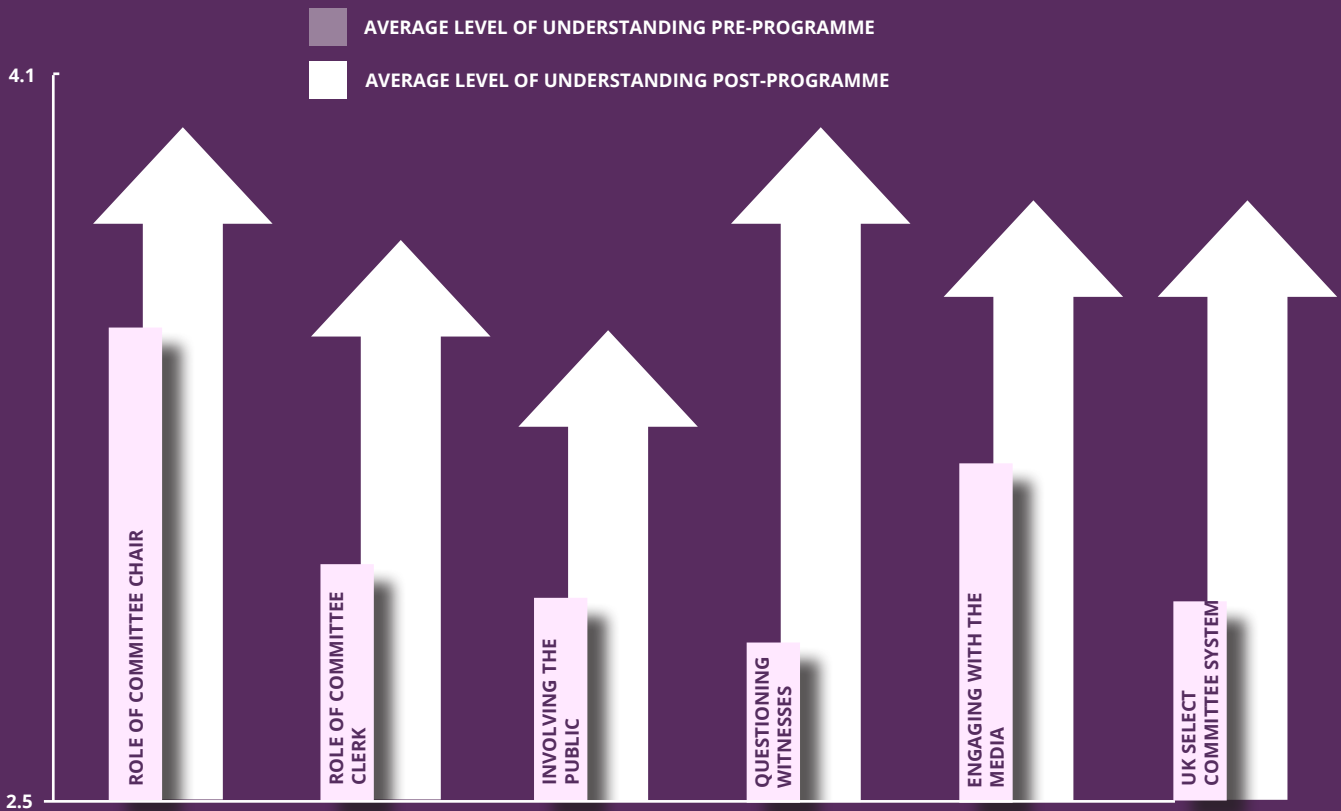 AVERAGE LEVEL OF UNDERSTANDING PRE-PROGRAMME
4.1
AVERAGE LEVEL OF UNDERSTANDING POST-PROGRAMME
ROLE OF COMMITTEE CHAIR
ROLE OF COMMITTEE
CLERK
INVOLVING THE
PUBLIC
QUESTIONING
WITNESSES
ENGAGING WITH THE
MEDIA
UK SELECT
COMMITTEE SYSTEM
2.5